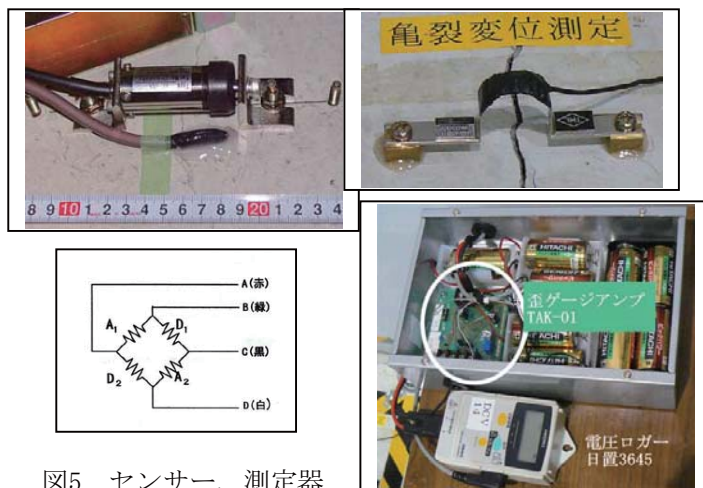 亀裂変位測定
8 9 10 1 2 3 4 5 6 7 8 9 20 1 2 3 4
A(赤)
B(緑)
C(黒)
D(白)
A₁
D₁
D₂
A₂
HITACHI
歪ゲージアンプ
TAK-01
DCV
14
電圧ロガー
日置3645
図5 センサー、測定器